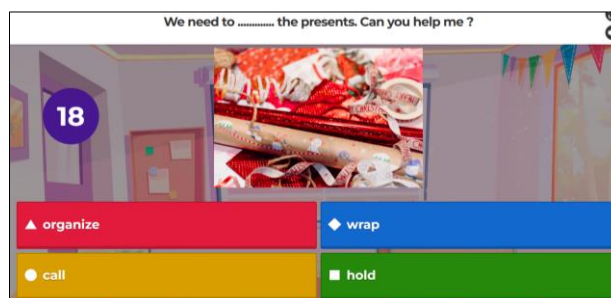 We need to ............. the presents. Can you help me ?
18
organize
wrap
call
hold